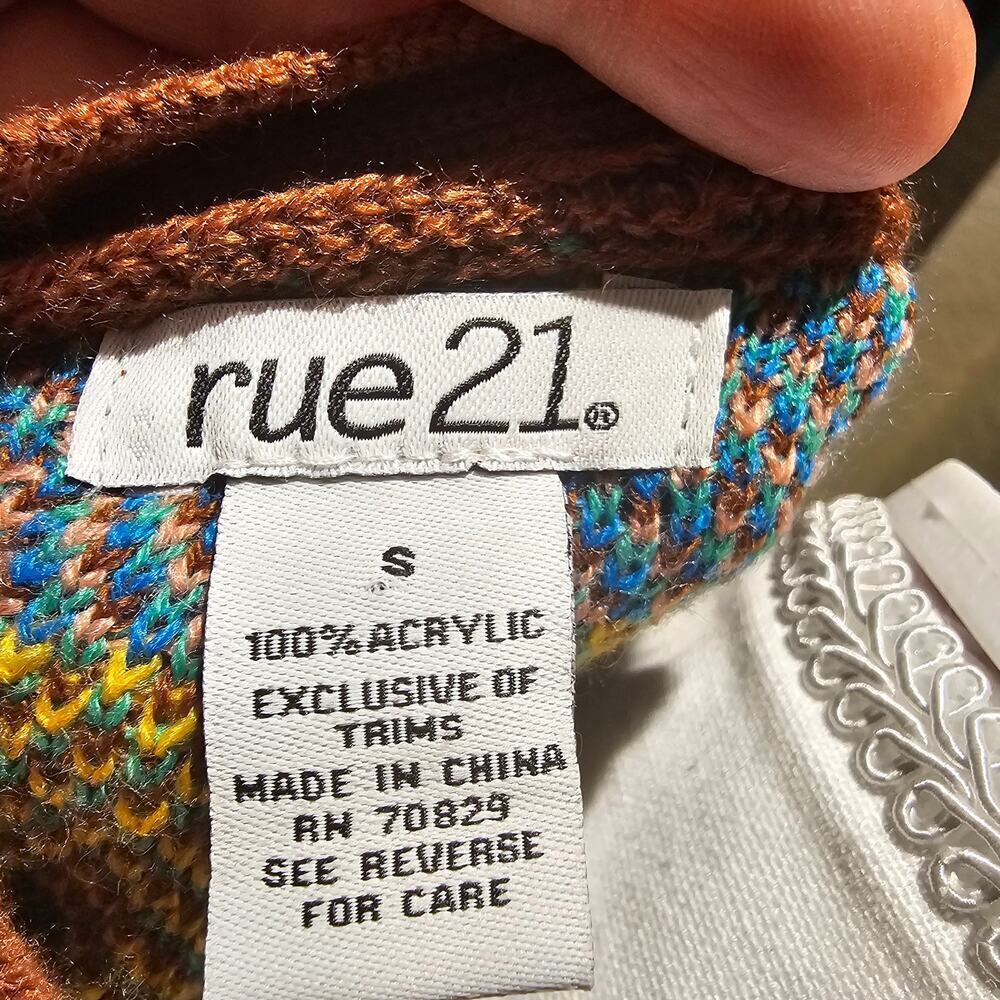 rue21®
S
100% ACRYLIC
EXCLUSIVE OF
TRIMS
MADE IN CHINA
RN 70829
SEE REVERSE
FOR CARE